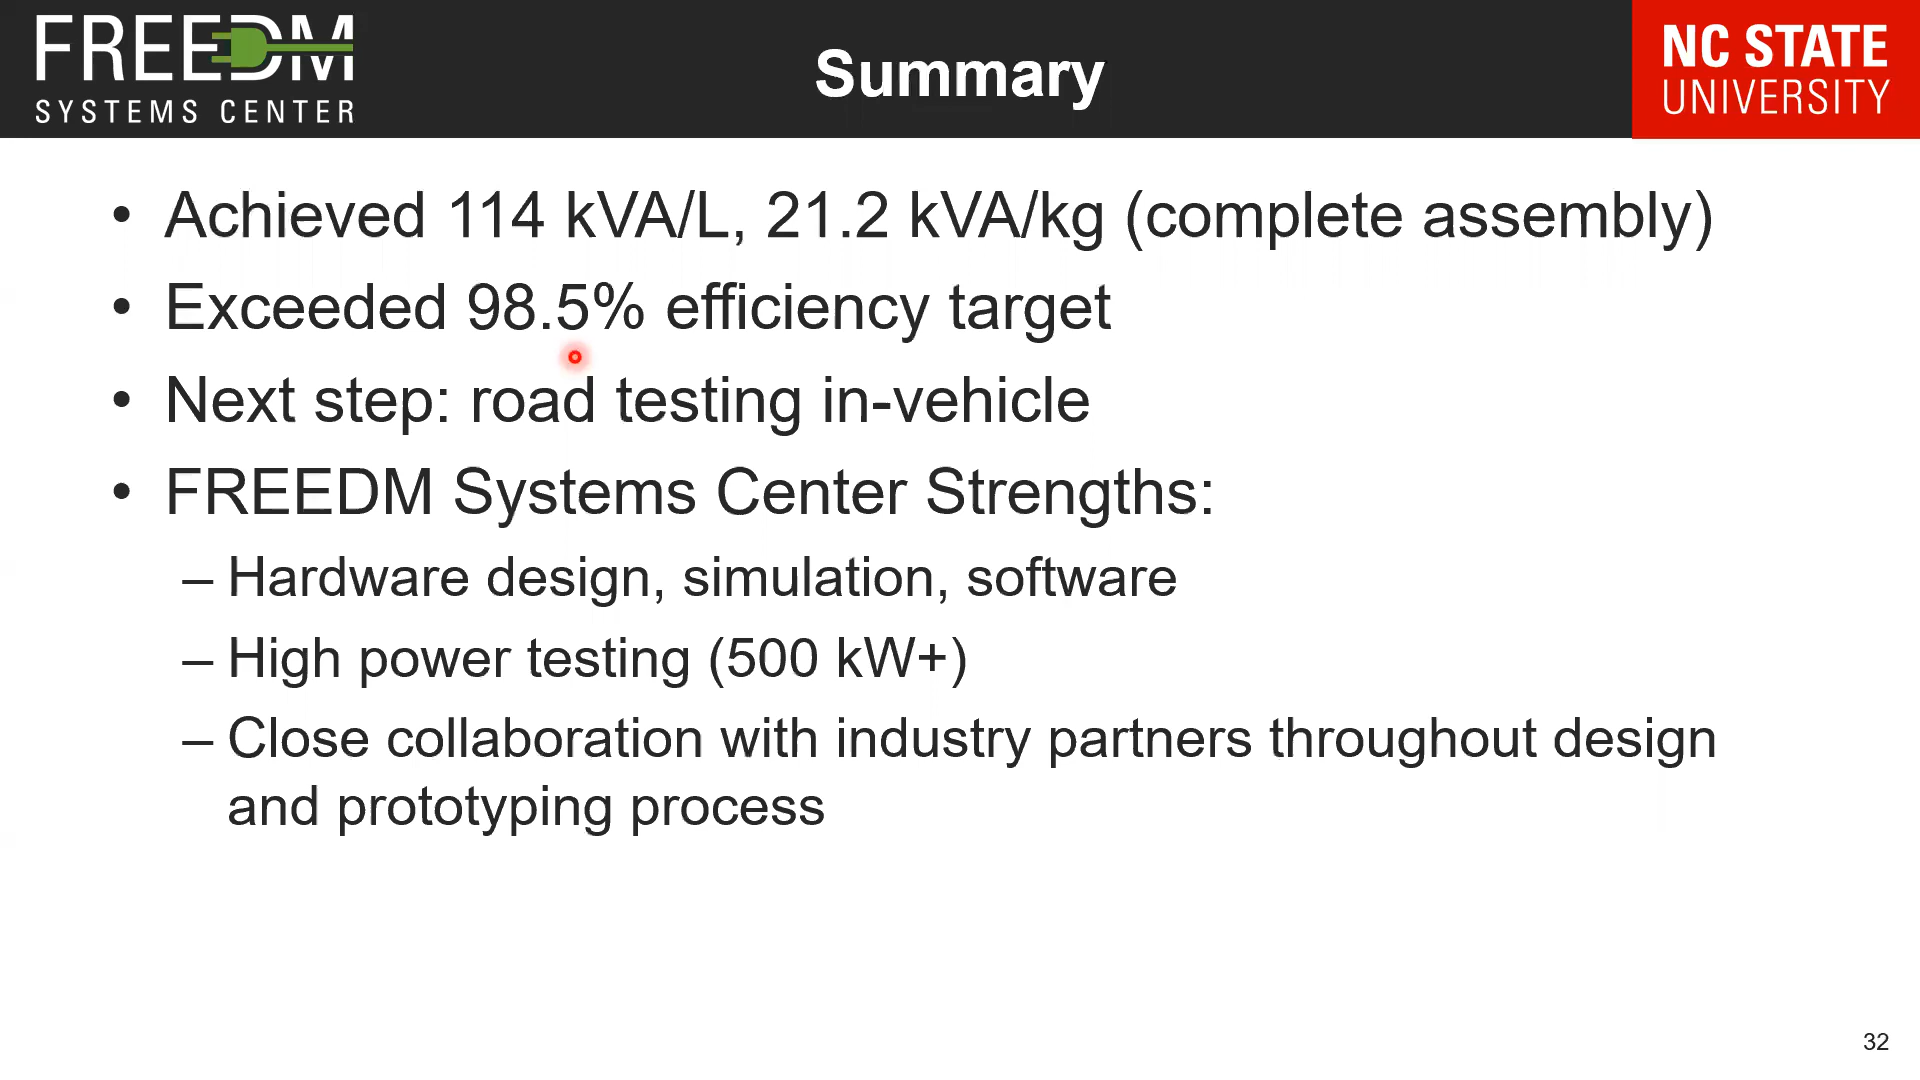 FREEDM
SYSTEMS CENTER
Summary
NC STATE
UNIVERSITY
• Achieved 114 kVA/L, 21.2 kVA/kg (complete assembly)
• Exceeded 98.5% efficiency target
• Next step: road testing in-vehicle
• FREEDM Systems Center Strengths:
– Hardware design, simulation, software
– High power testing (500 kW+)
– Close collaboration with industry partners throughout design
and prototyping process
32